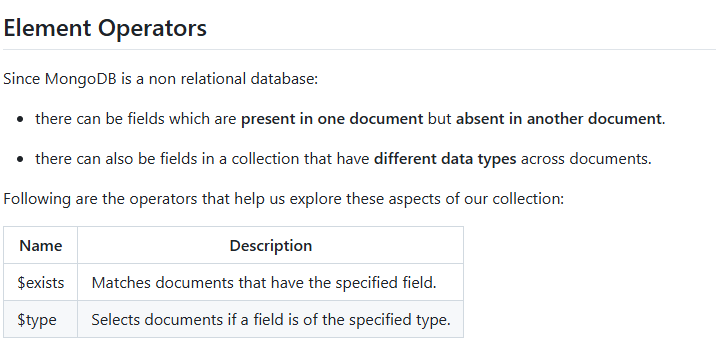 Element Operators
Since MongoDB is a non relational database:
• there can be fields which are present in one document but absent in another document.
• there can also be fields in a collection that have different data types across documents.
Following are the operators that help us explore these aspects of our collection:
Name Description
$exists Matches documents that have the specified field.
$type Selects documents if a field is of the specified type.